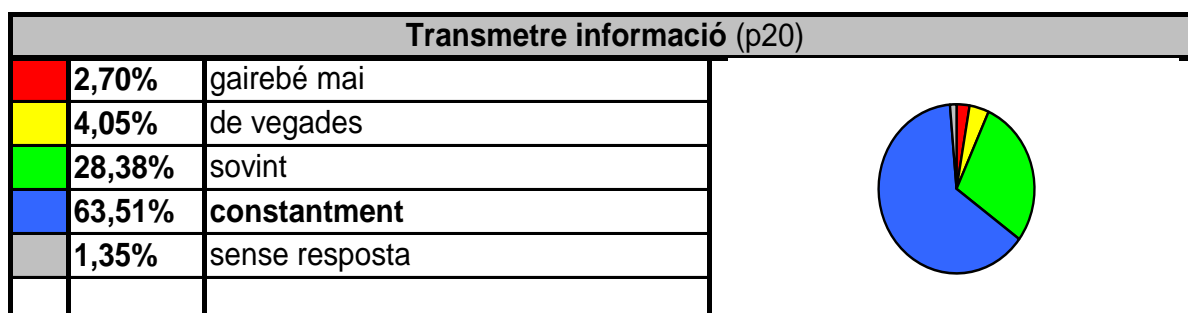 Transmetre informació (p20)
2,70% gairebé mai
4,05% de vegades
28,38% sovint
63,51% constantment
1,35% sense resposta